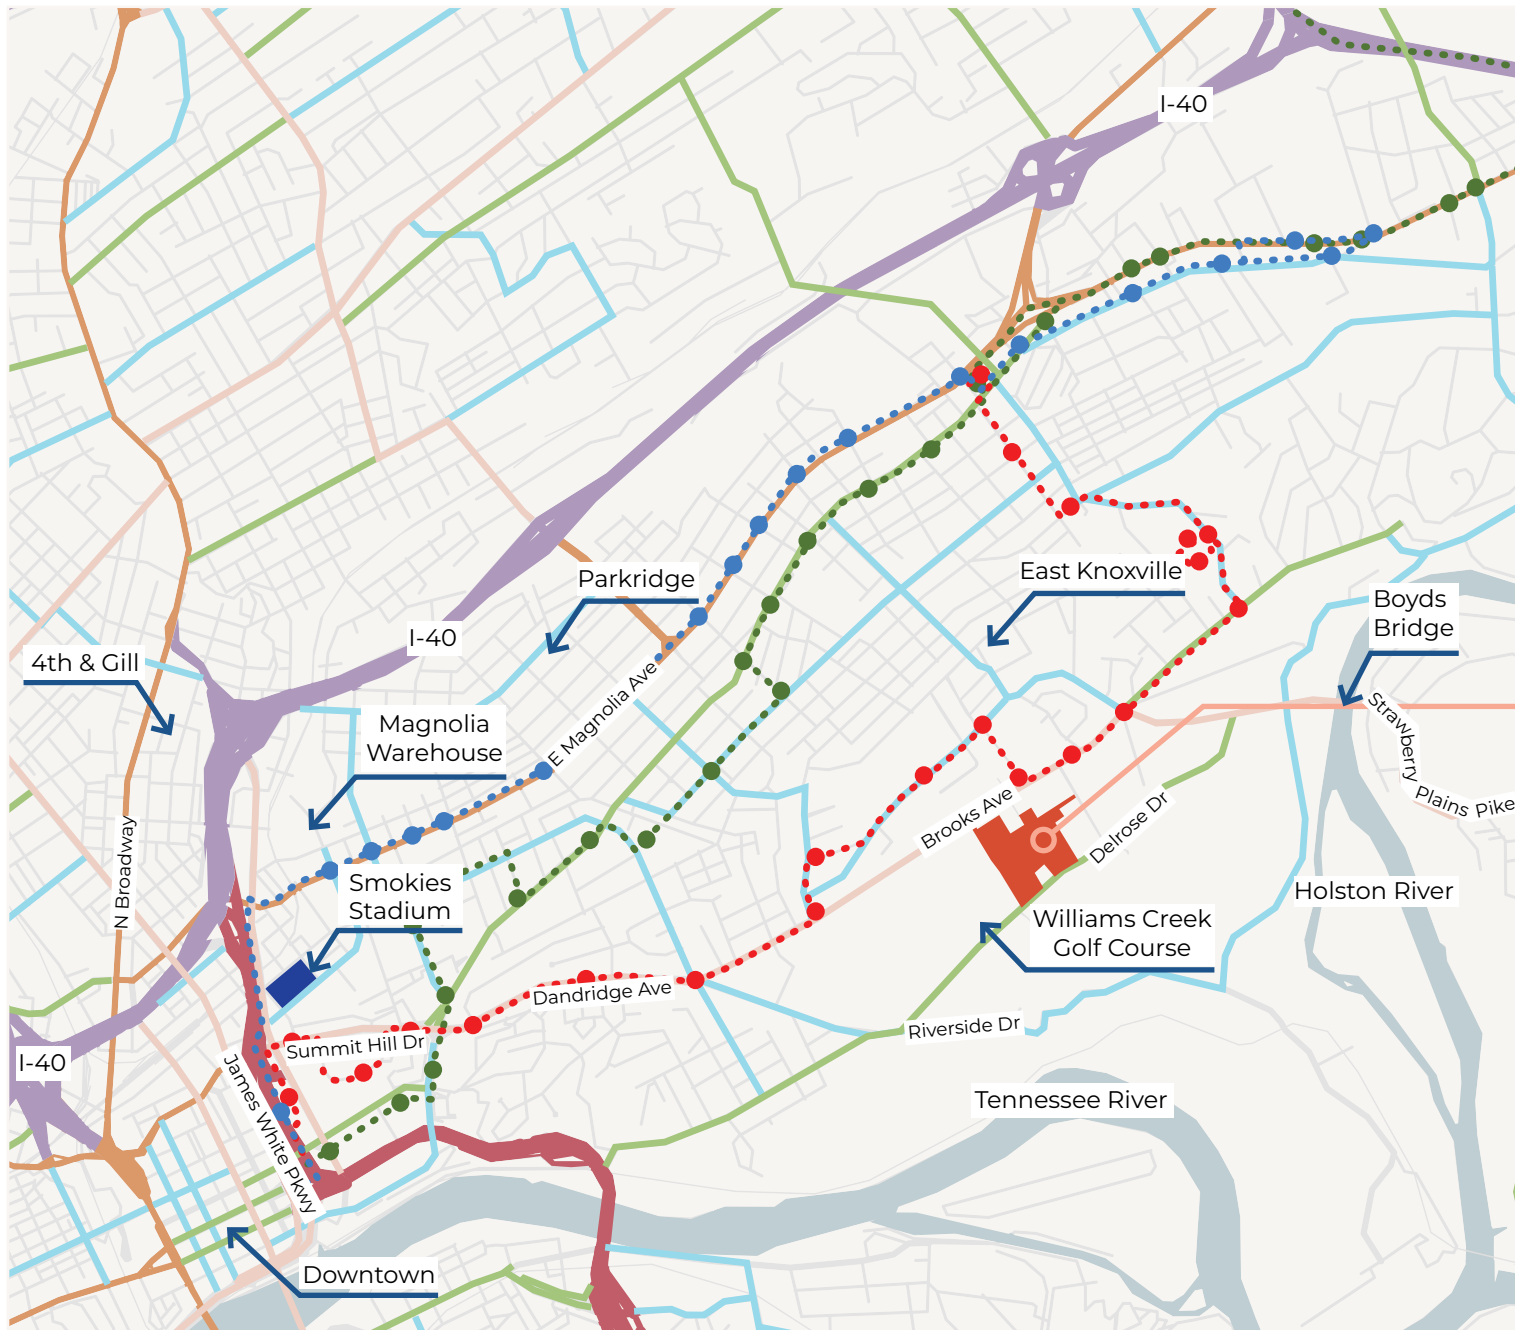 I-40
Parkridge
East Knoxville
Boyds
Bridge
I-40
4th & Gill
Magnolia
Warehouse
E Magnolia Ave
Strawberry
Plains Pike
Brooks Ave
Delrose Dr
N Broadway
Smokies
Stadium
Holston River
Williams Creek
Golf Course
Dandridge Ave
Riverside Dr
Summit Hill Dr
I-40
James White Pkwy
Tennessee River
Downtown